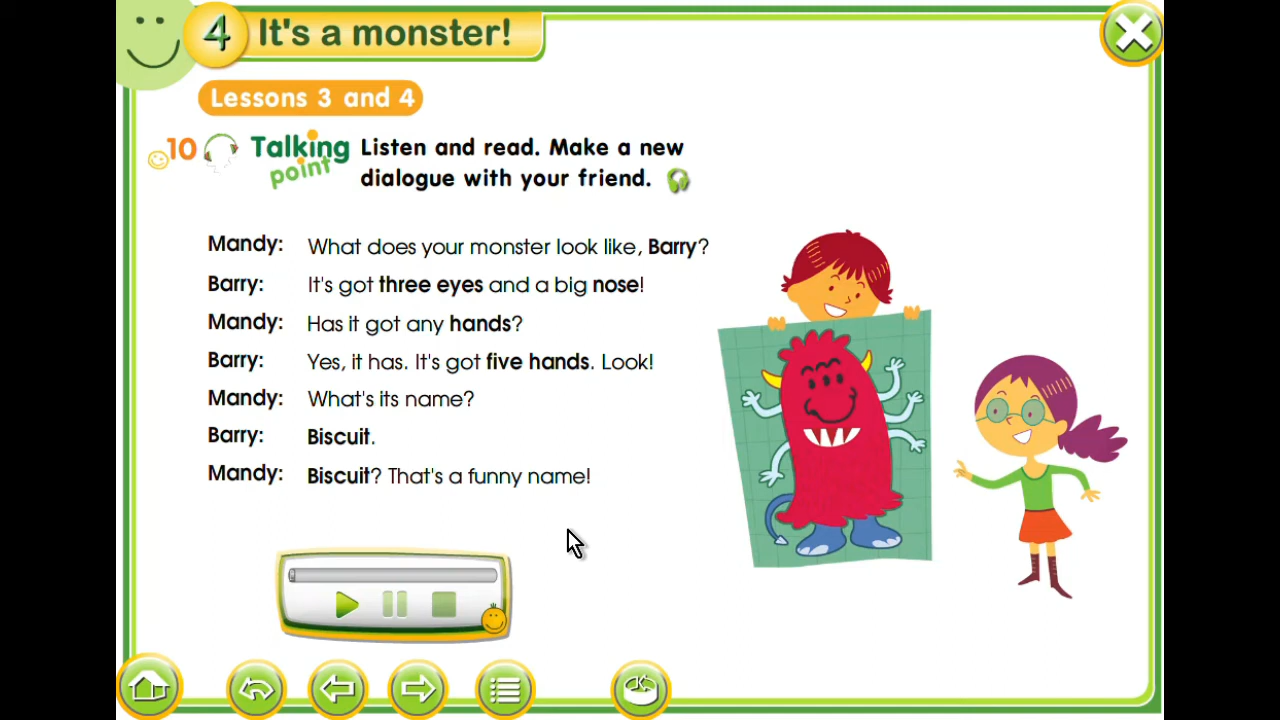 4 It's a monster!
Lessons 3 and 4
10 Talking point
Listen and read. Make a new
dialogue with your friend.
Mandy: What does your monster look like, Barry?
Barry: It's got three eyes and a big nose!
Mandy: Has it got any hands?
Barry: Yes, it has. It's got five hands. Look!
Mandy: What's its name?
Barry: Biscuit.
Mandy: Biscuit? That's a funny name!